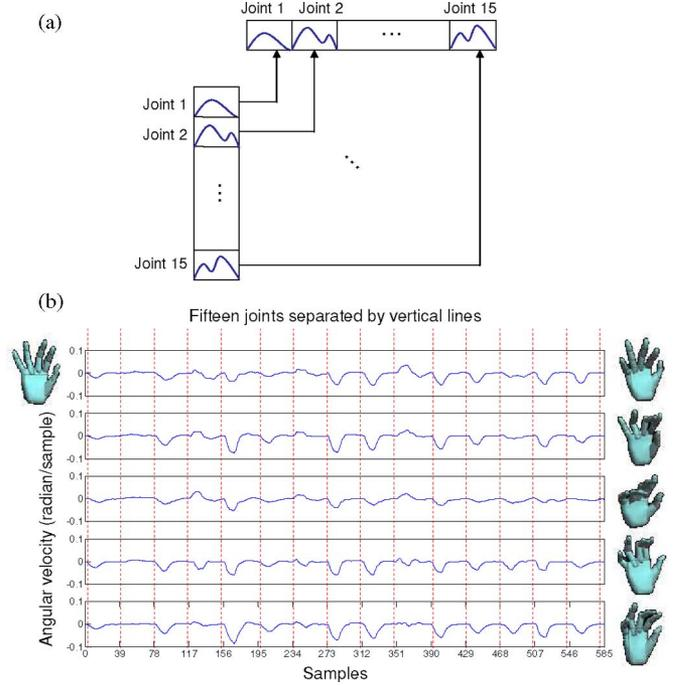 (a)
Joint 1 Joint 2 ... Joint 15
Joint 1
Joint 2
Joint 15
(b)
Fifteen joints separated by vertical lines
0.1
0
-0.1
0.1
0
-0.1
0.1
0
-0.1
0.1
0
-0.1
0.1
0
-0.1
Angular velocity (radian/sample)
0 39 78 117 156 195 234 273 312 351 390 429 468 507 546 585
Samples